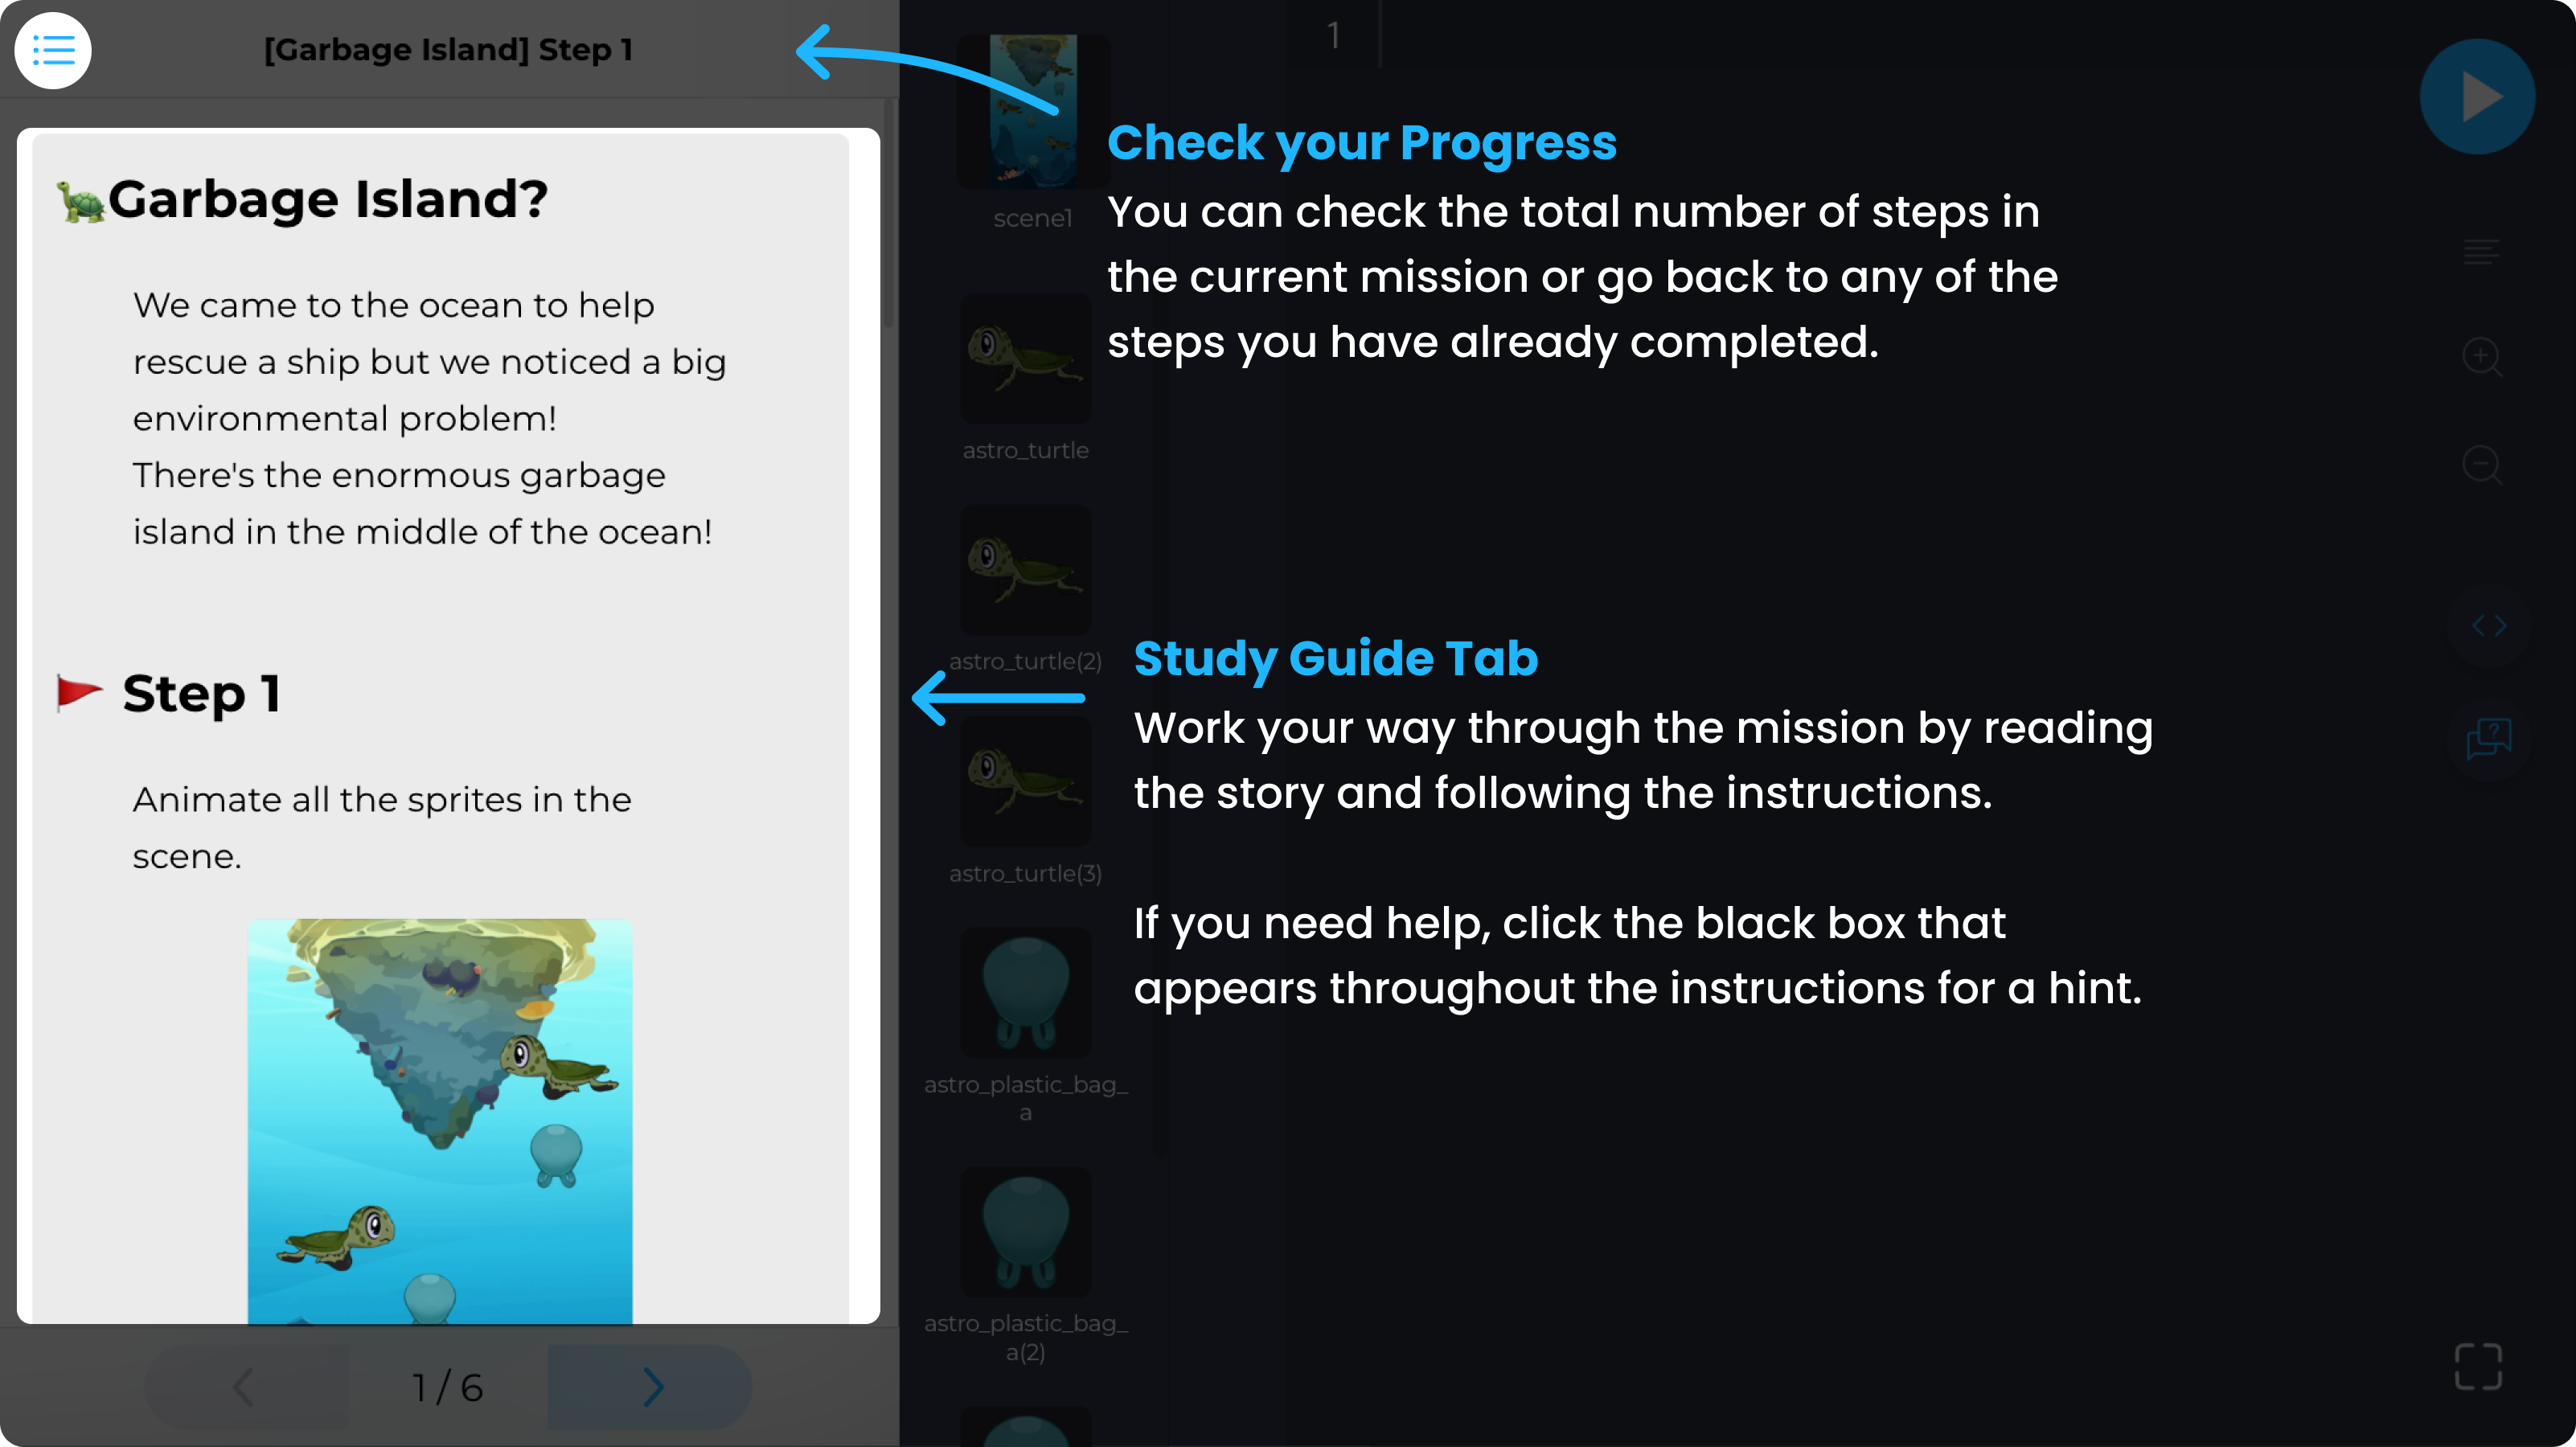 [Garbage Island] Step 1
Garbage Island?
We came to the ocean to help
rescue a ship but we noticed a big
environmental problem!
There's the enormous garbage
island in the middle of the ocean!
Step 1
Animate all the sprites in the
scene.
1 / 6
scene1
astro_turtle
astro_turtle(2)
astro_turtle(3)
astro_plastic_bag_
a
astro_plastic_bag_
a(2)
1
Check your Progress
You can check the total number of steps in
the current mission or go back to any of the
steps you have already completed.
Study Guide Tab
Work your way through the mission by reading
the story and following the instructions.
If you need help, click the black box that
appears throughout the instructions for a hint.